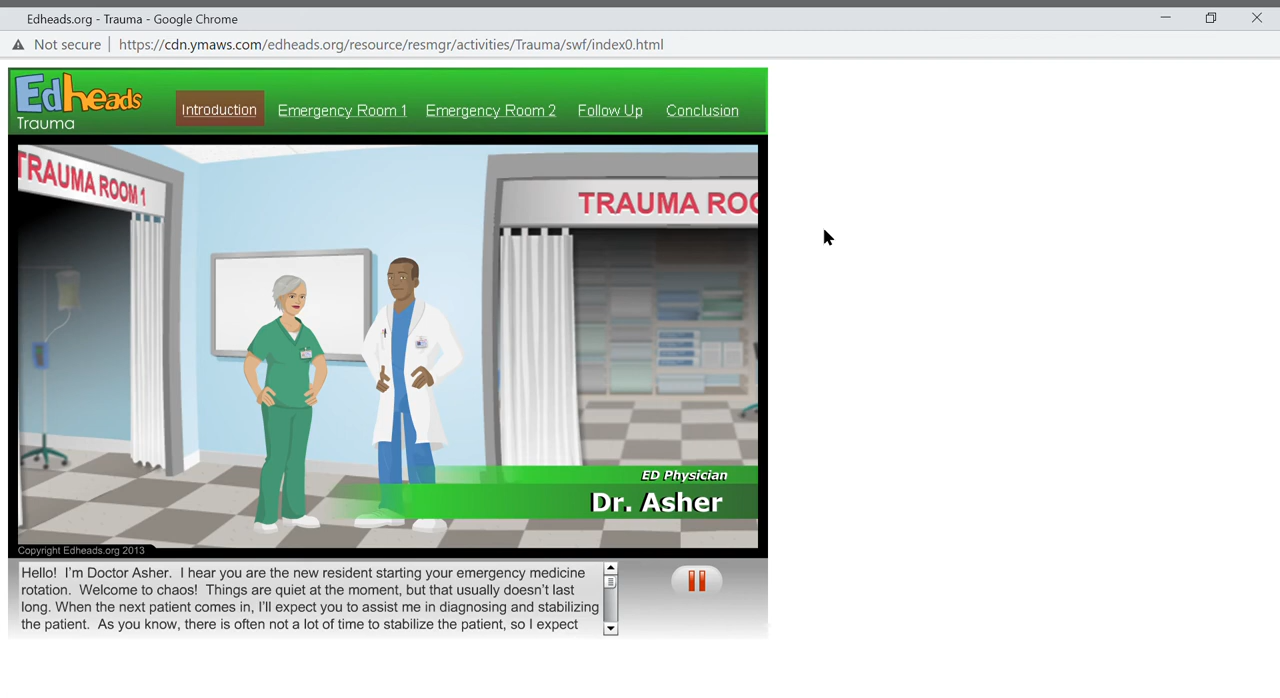 Edheads.org - Trauma - Google Chrome
Not secure | https://cdn.ymaws.com/edheads.org/resource/resmgr/activities/Trauma/swf/index0.html
Edheads
Trauma
Introduction Emergency Room 1 Emergency Room 2 Follow Up Conclusion
TRAUMA ROOM 1
TRAUMA ROO
ED Physician
Dr. Asher
Copyright Edheads.org 2013
Hello! I'm Doctor Asher. I hear you are the new resident starting your emergency medicine
rotation. Welcome to chaos! Things are quiet at the moment, but that usually doesn't last
long. When the next patient comes in, I'll expect you to assist me in diagnosing and stabilizing
the patient. As you know, there is often not a lot of time to stabilize the patient, so I expect